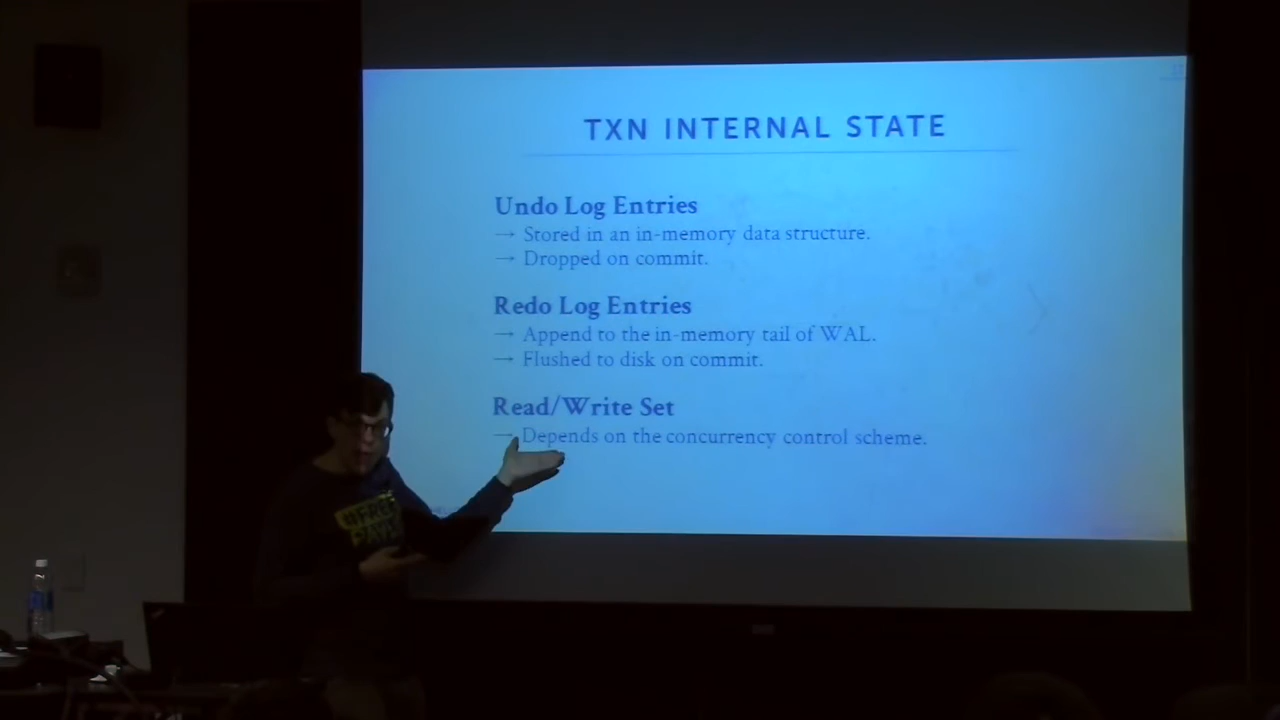 TXN INTERNAL STATE
Undo Log Entries
→ Stored in an in-memory data structure.
→ Dropped on commit.
Redo Log Entries
→ Append to the in-memory tail of WAL.
→ Flushed to disk on commit.
Read/Write Set
→ Depends on the concurrency control scheme.
#FREE